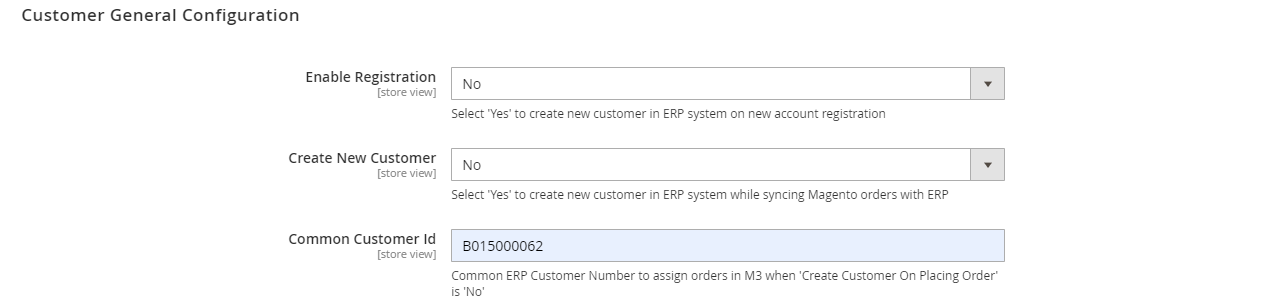 Customer General Configuration
Enable Registration
[store view]
No
Select 'Yes' to create new customer in ERP system on new account registration
Create New Customer
[store view]
No
Select 'Yes' to create new customer in ERP system while syncing Magento orders with ERP
Common Customer Id
[store view]
B015000062
Common ERP Customer Number to assign orders in M3 when 'Create Customer On Placing Order'
is 'No'